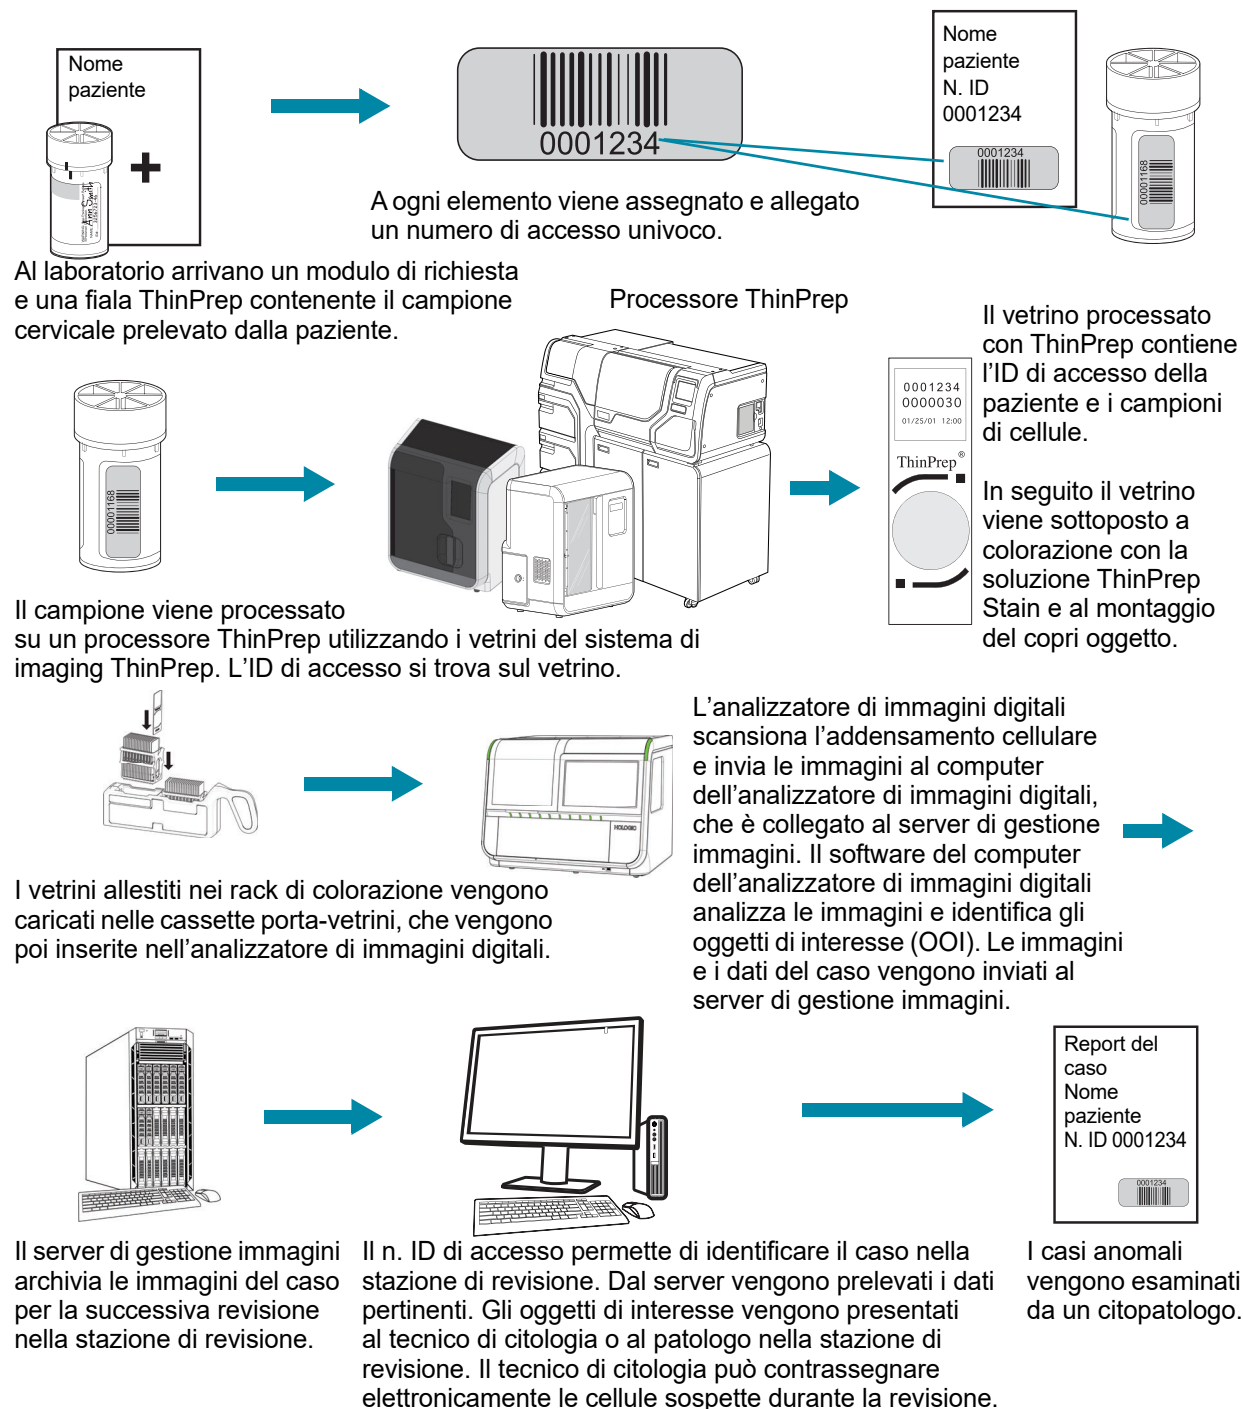 Nome
paziente
Ann Smith
0001234
A ogni elemento viene assegnato e allegato
un numero di accesso univoco.
Nome
paziente
N. ID
0001234
0001234
00001168
Al laboratorio arrivano un modulo di richiesta
e una fiala ThinPrep contenente il campione
cervicale prelevato dalla paziente.
00001168
Processore ThinPrep
0001234
0000030
01/25/01 12:00
ThinPrep®
Il vetrino processato
con ThinPrep contiene
l’ID di accesso della
paziente e i campioni
di cellule.
In seguito il vetrino
viene sottoposto a
colorazione con la
soluzione ThinPrep
Stain e al montaggio
del copri oggetto.
Il campione viene processato
su un processore ThinPrep utilizzando i vetrini del sistema di
imaging ThinPrep. L’ID di accesso si trova sul vetrino.
HOLOGIC
I vetrini allestiti nei rack di colorazione vengono
caricati nelle cassette porta-vetrini, che vengono
poi inserite nell’analizzatore di immagini digitali.
L’analizzatore di immagini digitali
scansiona l’addensamento cellulare
e invia le immagini al computer
dell’analizzatore di immagini digitali,
che è collegato al server di gestione
immagini. Il software del computer
dell’analizzatore di immagini digitali
analizza le immagini e identifica gli
oggetti di interesse (OOI). Le immagini
e i dati del caso vengono inviati al
server di gestione immagini.
Il server di gestione immagini
archivia le immagini del caso
per la successiva revisione
nella stazione di revisione.
Il n. ID di accesso permette di identificare il caso nella
stazione di revisione. Dal server vengono prelevati i dati
pertinenti. Gli oggetti di interesse vengono presentati
al tecnico di citologia o al patologo nella stazione di
revisione. Il tecnico di citologia può contrassegnare
elettronicamente le cellule sospette durante la revisione.
Report del
caso
Nome
paziente
N. ID 0001234
0001234
I casi anomali
vengono esaminati
da un citopatologo.